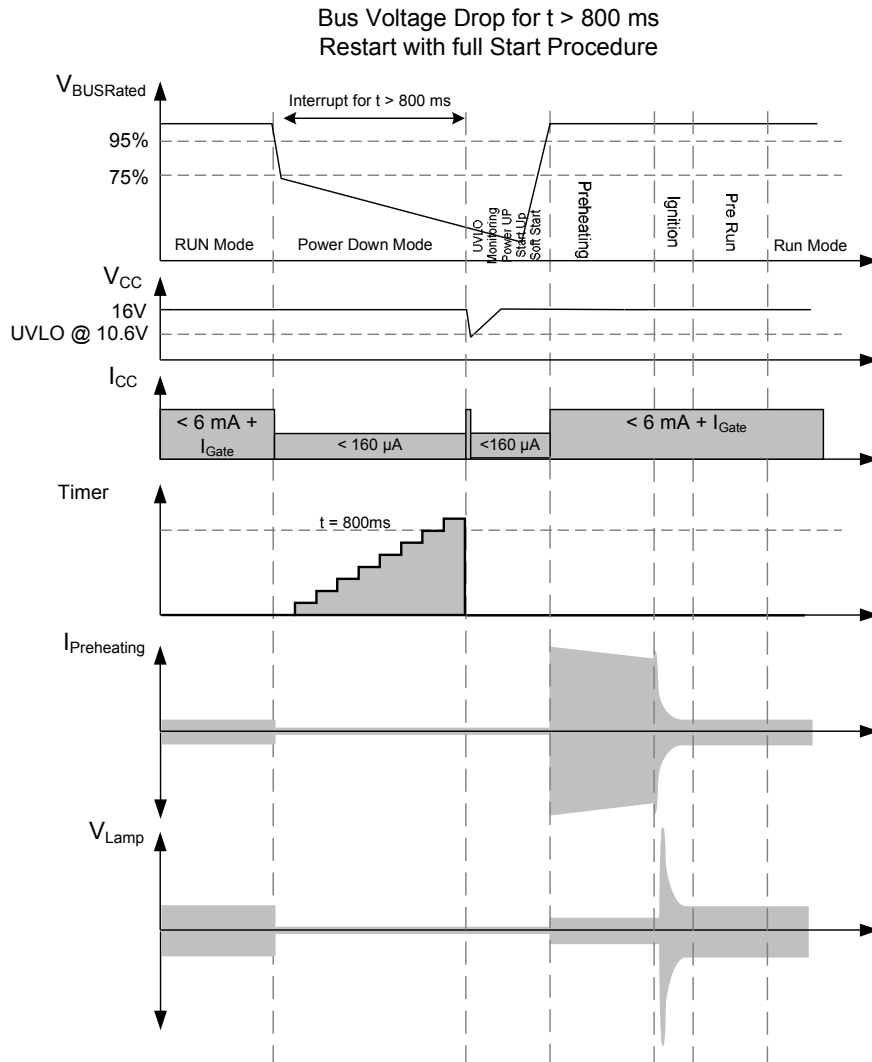 Bus Voltage Drop for t > 800 ms
Restart with full Start Procedure
VBUSRated
Interrupt for t > 800 ms
95%
75%
RUN Mode
Power Down Mode
UVLO
Monitoring
Power UP
Start Up
Soft Start
Preheating
Ignition
Pre Run
Run Mode
VCC
16V
UVLO @ 10.6V
ICC
< 6 mA +
IGate
< 160 µA
<160 µA
< 6 mA + IGate
Timer
t = 800ms
IPreheating
VLamp